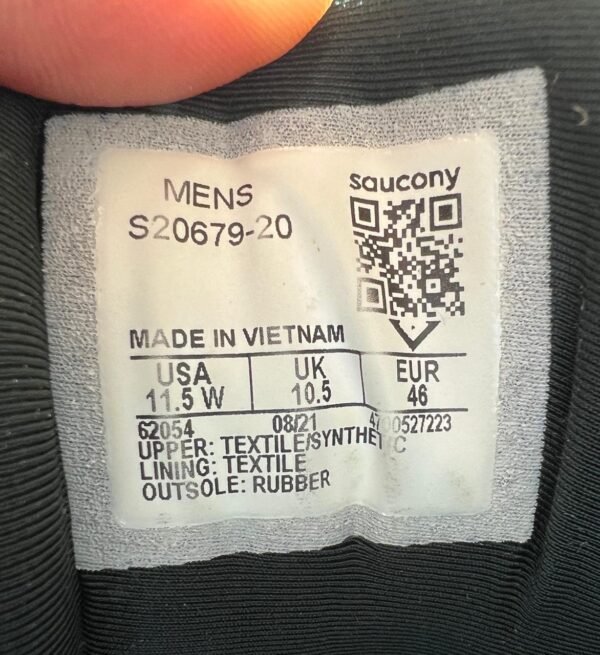 MENS
saucony
S20679-20
MADE IN VIETNAM
USA UK EUR
11.5 W 10.5 46
62054 08/21 4700527223
UPPER: TEXTILE/SYNTHETIC
LINING: TEXTILE
OUTSOLE: RUBBER